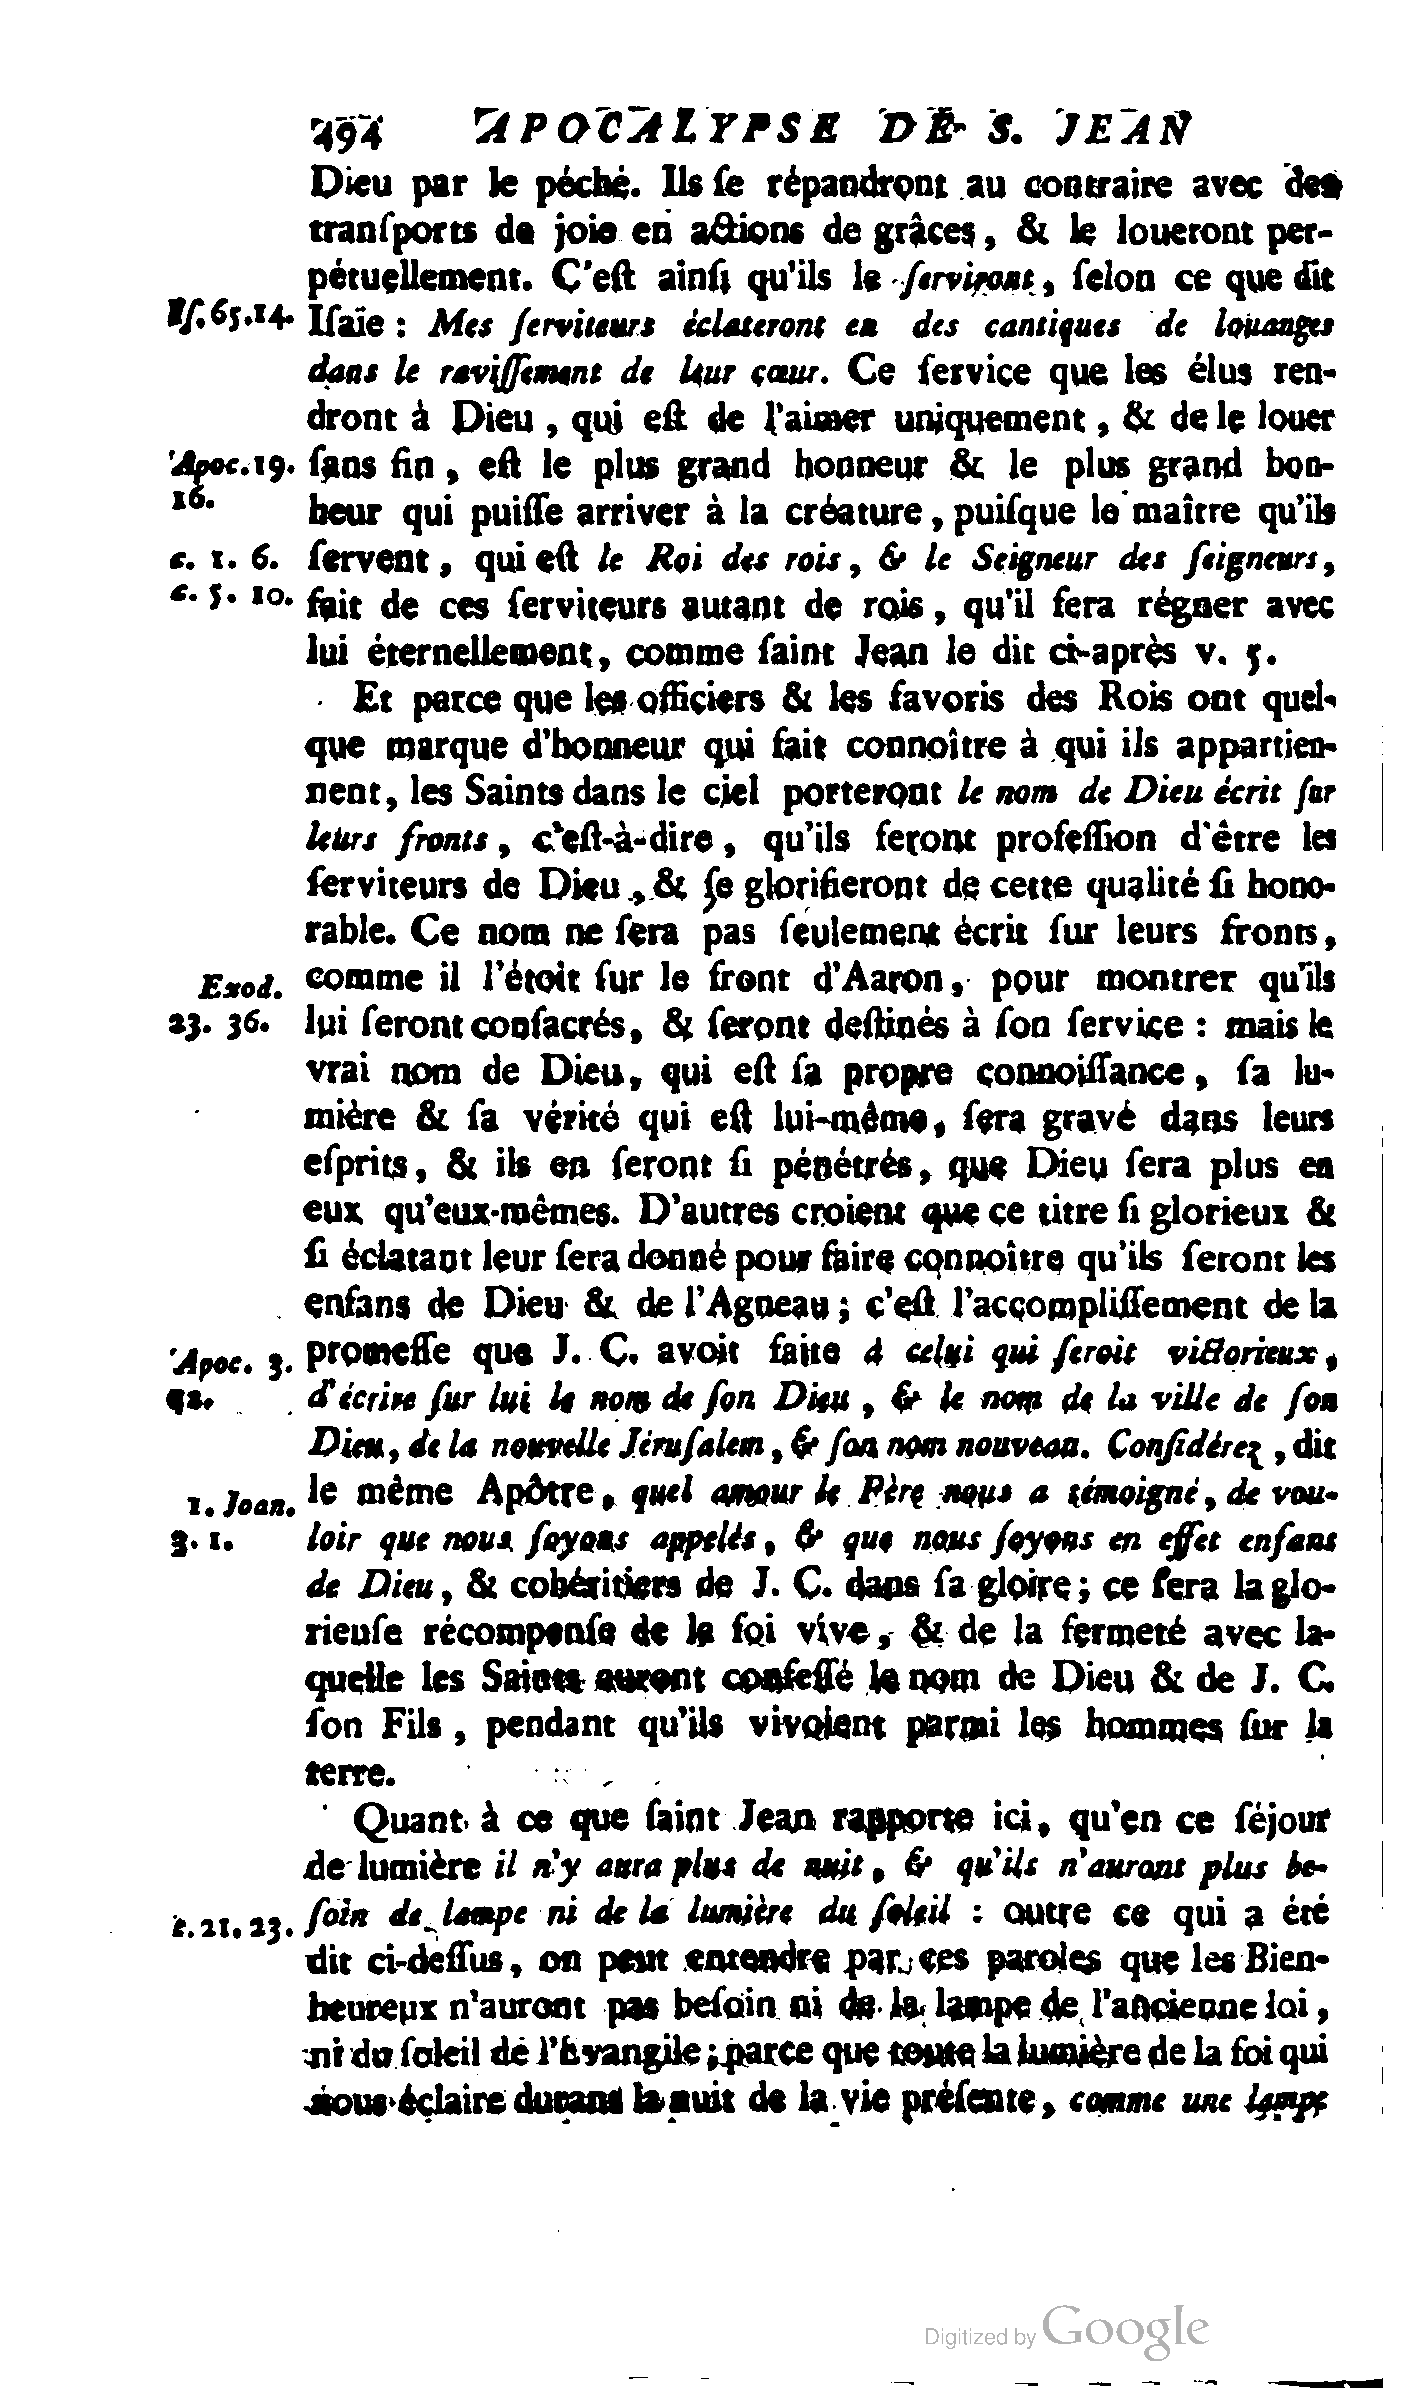 494 APOCALYPSE DE S. JEAN
Dieu par le péché. Ils ſe répandront au contraire avec des
tranſports de joie en actions de grâces, & le loueront per-
pétuellement. C'eſt ainſi qu'ils le ſerviront, ſelon ce que dit
Iſ. 65. 14. Iſaïe : Mes ſerviteurs éclateront en des cantiques de louanges
dans le raviſſement de leur cœur. Ce ſervice que les élus ren-
dront à Dieu, qui eſt de l'aimer uniquement, & de le louer
Apoc. 19. ſans fin, eſt le plus grand honneur & le plus grand bon-
16. heur qui puiſſe arriver à la créature, puiſque le maître qu'ils
c. 1. 6. ſervent, qui eſt le Roi des rois, & le Seigneur des ſeigneurs,
c. 5. 10. fait de ces ſerviteurs autant de rois, qu'il fera régner avec
lui éternellement, comme ſaint Jean le dit ci-après v. 5.
Et parce que les officiers & les favoris des Rois ont quel-
que marque d'honneur qui fait connoître à qui ils appartien-
nent, les Saints dans le ciel porteront le nom de Dieu écrit ſur
leurs fronts, c'eſt-à-dire, qu'ils feront profeſſion d'être les
ſerviteurs de Dieu, & ſe glorifieront de cette qualité ſi hono-
rable. Ce nom ne ſera pas ſeulement écrit ſur leurs fronts,
Exod. comme il l'étoit ſur le front d'Aaron, pour montrer qu'ils
23. 36. lui ſeront conſacrés, & ſeront deſtinés à ſon ſervice : mais le
vrai nom de Dieu, qui eſt ſa propre connoiſſance, ſa lu-
mière & ſa vérité qui eſt lui-même, ſera gravé dans leurs
eſprits, & ils en ſeront ſi pénétrés, que Dieu ſera plus en
eux qu'eux-mêmes. D'autres croient que ce titre ſi glorieux &
ſi éclatant leur ſera donné pour faire connoître qu'ils ſeront les
enfans de Dieu & de l'Agneau ; c'eſt l'accompliſſement de la
Apoc. 3. promeſſe que J. C. avoit faite à celui qui ſeroit victorieux,
12. d'écrire ſur lui le nom de ſon Dieu, & le nom de la ville de ſon
Dieu, de la nouvelle Jéruſalem, & ſon nom nouveau. Conſidérez, dit
1. Joan. le même Apôtre, quel amour le Père nous a témoigné, de vou-
3. 1. loir que nous ſoyons appelés, & que nous ſoyons en effet enfans
de Dieu, & cohéritiers de J. C. dans ſa gloire ; ce ſera la glo-
rieuſe récompenſe de la foi vive, & de la fermeté avec la-
quelle les Saints auront confeſſé le nom de Dieu & de J. C.
ſon Fils, pendant qu'ils vivoient parmi les hommes ſur la
terre.
Quant à ce que ſaint Jean rapporte ici, qu'en ce ſéjour
de lumière il n'y aura plus de nuit, & qu'ils n'auront plus be-
c. 21. 23. ſoin de lampe ni de la lumière du ſoleil : outre ce qui a été
dit ci-deſſus, on peut entendre par ces paroles que les Bien-
heureux n'auront pas beſoin ni de la lampe de l'ancienne loi,
ni du ſoleil de l'Evangile ; parce que toute la lumière de la foi qui
nous éclaire durant la nuit de la vie préſente, comme une lampe
Digitized by Google